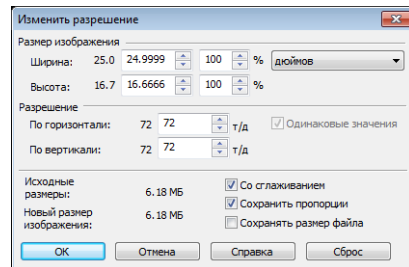 Изменить разрешение
Размер изображения
Ширина: 25.0 24.9999 100 % дюймов
Высота: 16.7 16.6666 100 %
Разрешение
По горизонтали: 72 72 т/д Одинаковые значения
По вертикали: 72 72 т/д
Исходные размеры: 6.18 МБ Со сглаживанием
Новый размер изображения: 6.18 МБ Сохранить пропорции
Сохранять размер файла
OK Отмена Справка Сброс